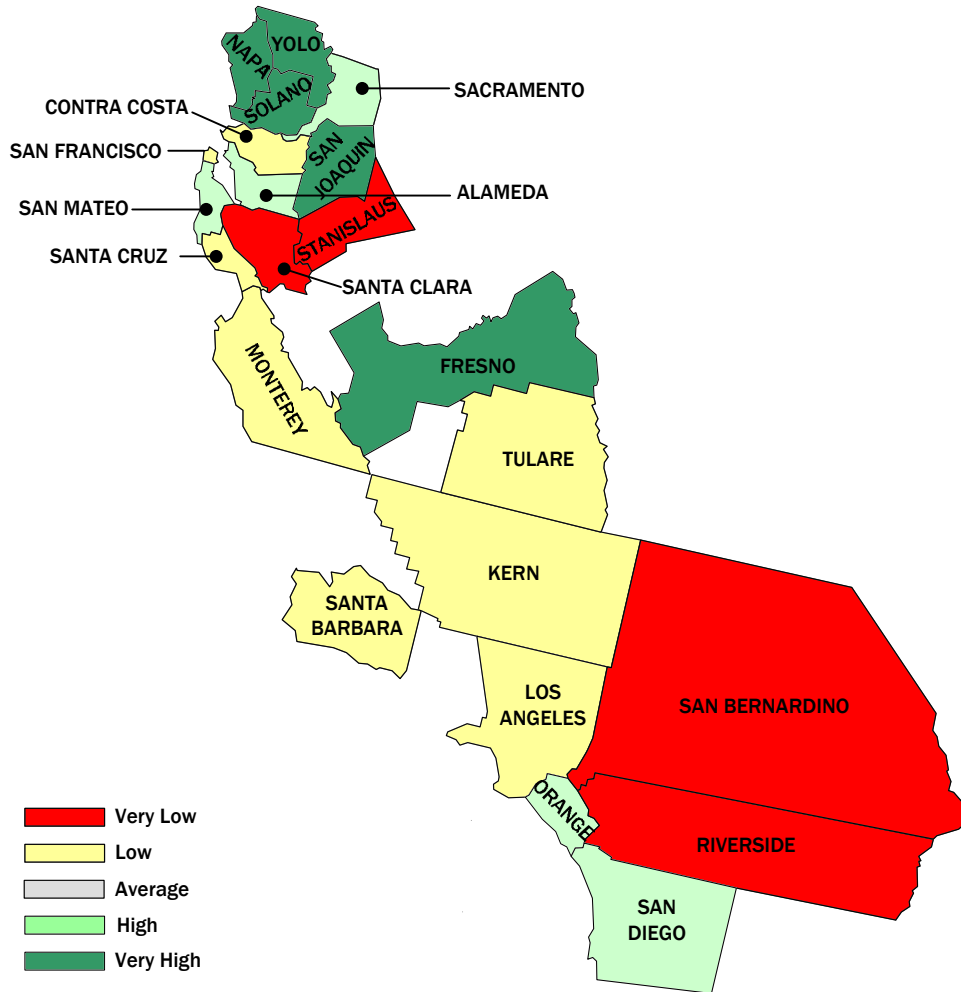 YOLO
NAPA
SOLANO
SACRAMENTO
CONTRA COSTA
SAN FRANCISCO
SAN
JOAQUIN
ALAMEDA
SAN MATEO
STANISLAUS
SANTA CRUZ
SANTA CLARA
MONTEREY
FRESNO
TULARE
KERN
SANTA
BARBARA
LOS
ANGELES
SAN BERNARDINO
ORANGE
RIVERSIDE
SAN
DIEGO
Very Low
Low
Average
High
Very High